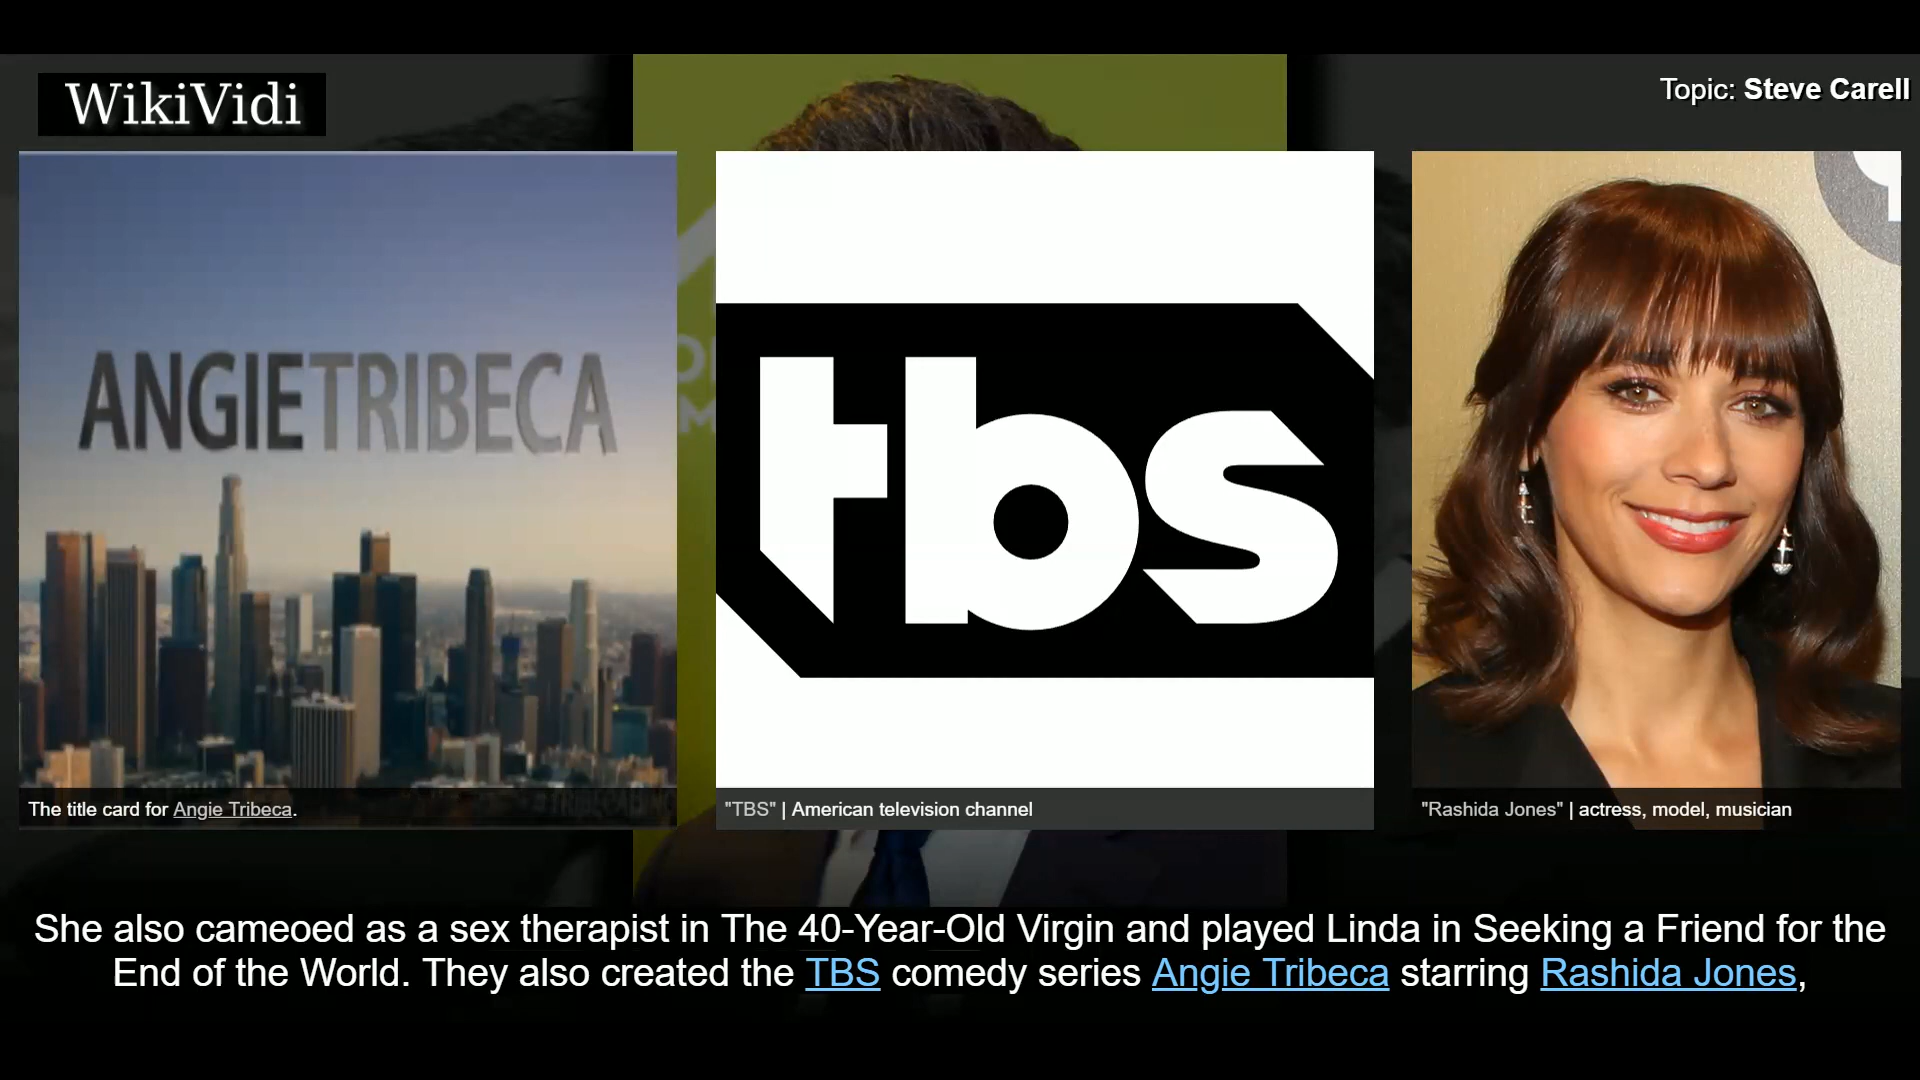 WikiVidi
Topic: Steve Carell
ANGIETRIBECA
tbs
The title card for Angie Tribeca.
"TBS" | American television channel
"Rashida Jones" | actress, model, musician
She also cameoed as a sex therapist in The 40-Year-Old Virgin and played Linda in Seeking a Friend for the
End of the World. They also created the TBS comedy series Angie Tribeca starring Rashida Jones,